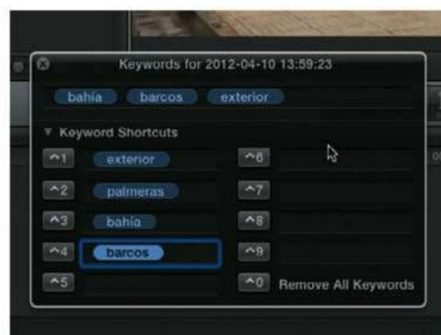 Keywords for 2012-04-10 13:59:23
bahía barcos exterior
▼ Keyword Shortcuts
^1 exterior ^6
^2 palmeras ^7
^3 bahía ^8
^4 barcos ^9
^5 ^0 Remove All Keywords